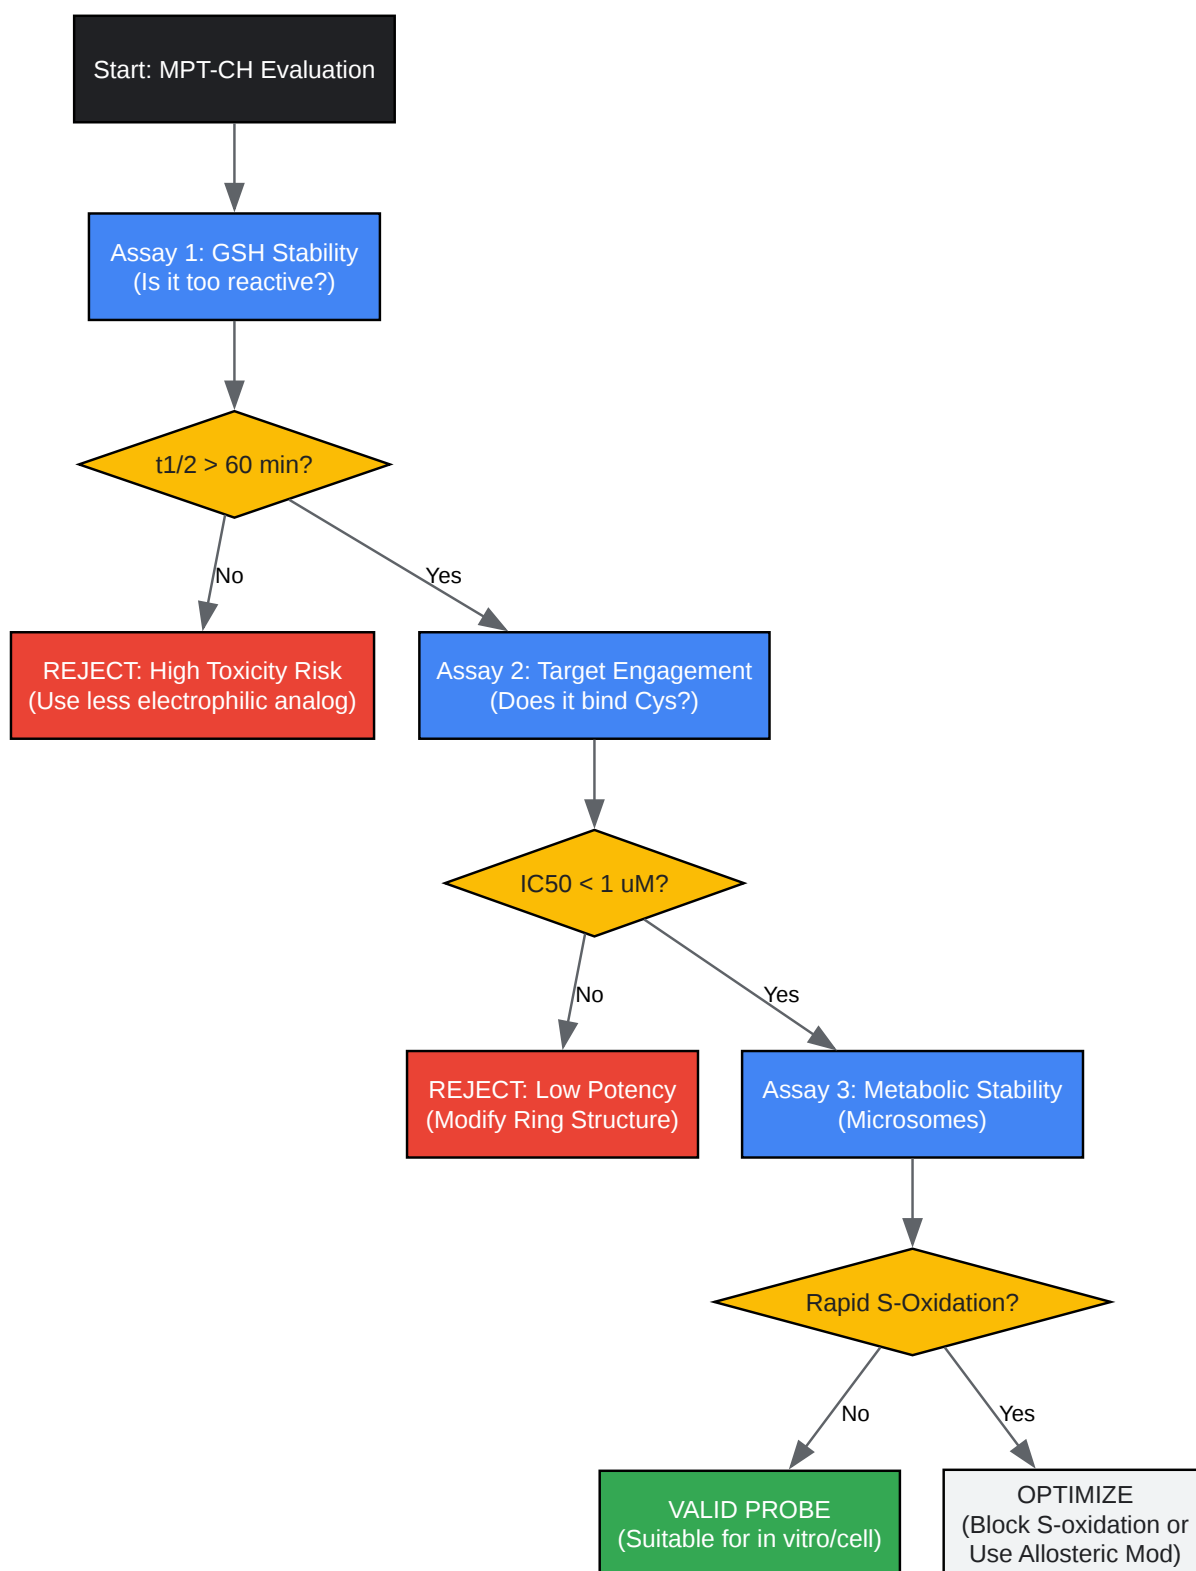 Start: MPT-CH Evaluation
Assay 1: GSH Stability
(Is it too reactive?)
t1/2 > 60 min?
No
Yes
REJECT: High Toxicity Risk
(Use less electrophilic analog)
Assay 2: Target Engagement
(Does it bind Cys?)
IC50 < 1 uM?
No
Yes
REJECT: Low Potency
(Modify Ring Structure)
Assay 3: Metabolic Stability
(Microsomes)
Rapid S-Oxidation?
No
Yes
VALID PROBE
(Suitable for in vitro/cell)
OPTIMIZE
(Block S-oxidation or
Use Allosteric Mod)